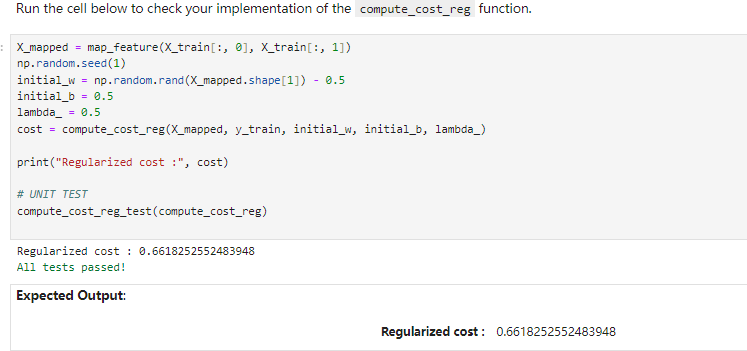 Run the cell below to check your implementation of the compute_cost_reg function.
:
X_mapped = map_feature(X_train[:, 0], X_train[:, 1])
np.random.seed(1)
initial_w = np.random.rand(X_mapped.shape[1]) - 0.5
initial_b = 0.5
lambda_ = 0.5
cost = compute_cost_reg(X_mapped, y_train, initial_w, initial_b, lambda_)
print("Regularized cost :", cost)
# UNIT TEST
compute_cost_reg_test(compute_cost_reg)
Regularized cost : 0.6618252552483948
All tests passed!
Expected Output:
Regularized cost : 0.6618252552483948